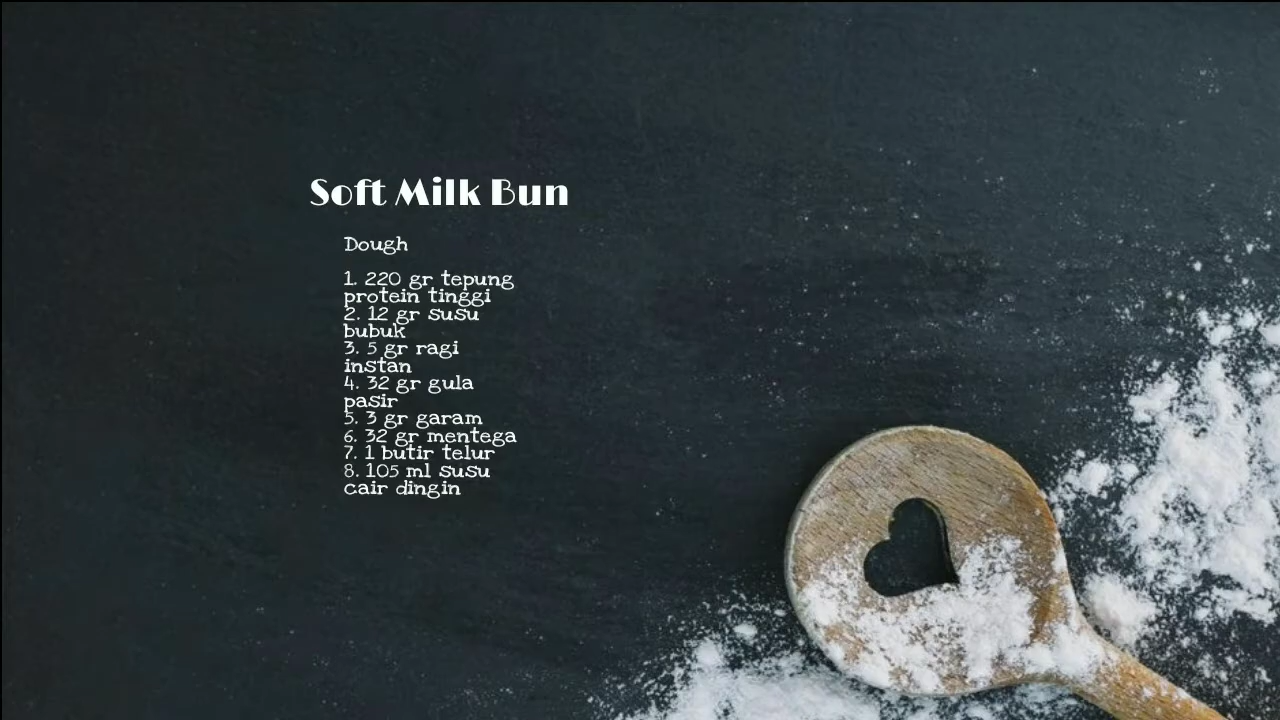 Soft Milk Bun
Dough
1. 220 gr tepung
protein tinggi
2. 12 gr susu
bubuk
3. 5 gr ragi
instan
4. 32 gr gula
pasir
5. 3 gr garam
6. 32 gr mentega
7. 1 butir telur
8. 105 ml susu
cair dingin